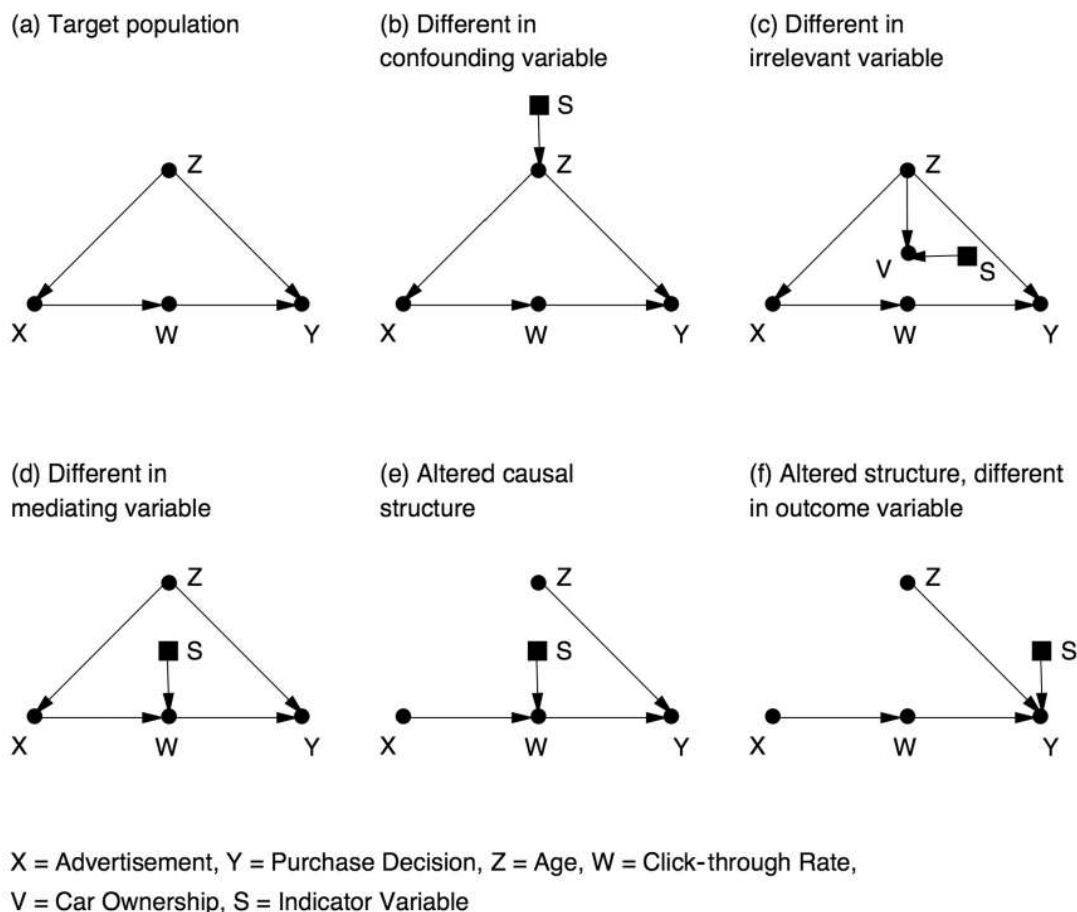 (a) Target population
(b) Different in
confounding variable
(c) Different in
irrelevant variable
Z
X
W
Y
S
Z
X
W
Y
Z
V
S
X
W
Y
(d) Different in
mediating variable
(e) Altered causal
structure
(f) Altered structure, different
in outcome variable
Z
S
X
W
Y
Z
S
X
W
Y
Z
S
X
W
Y
X = Advertisement, Y = Purchase Decision, Z = Age, W = Click-through Rate,
V = Car Ownership, S = Indicator Variable